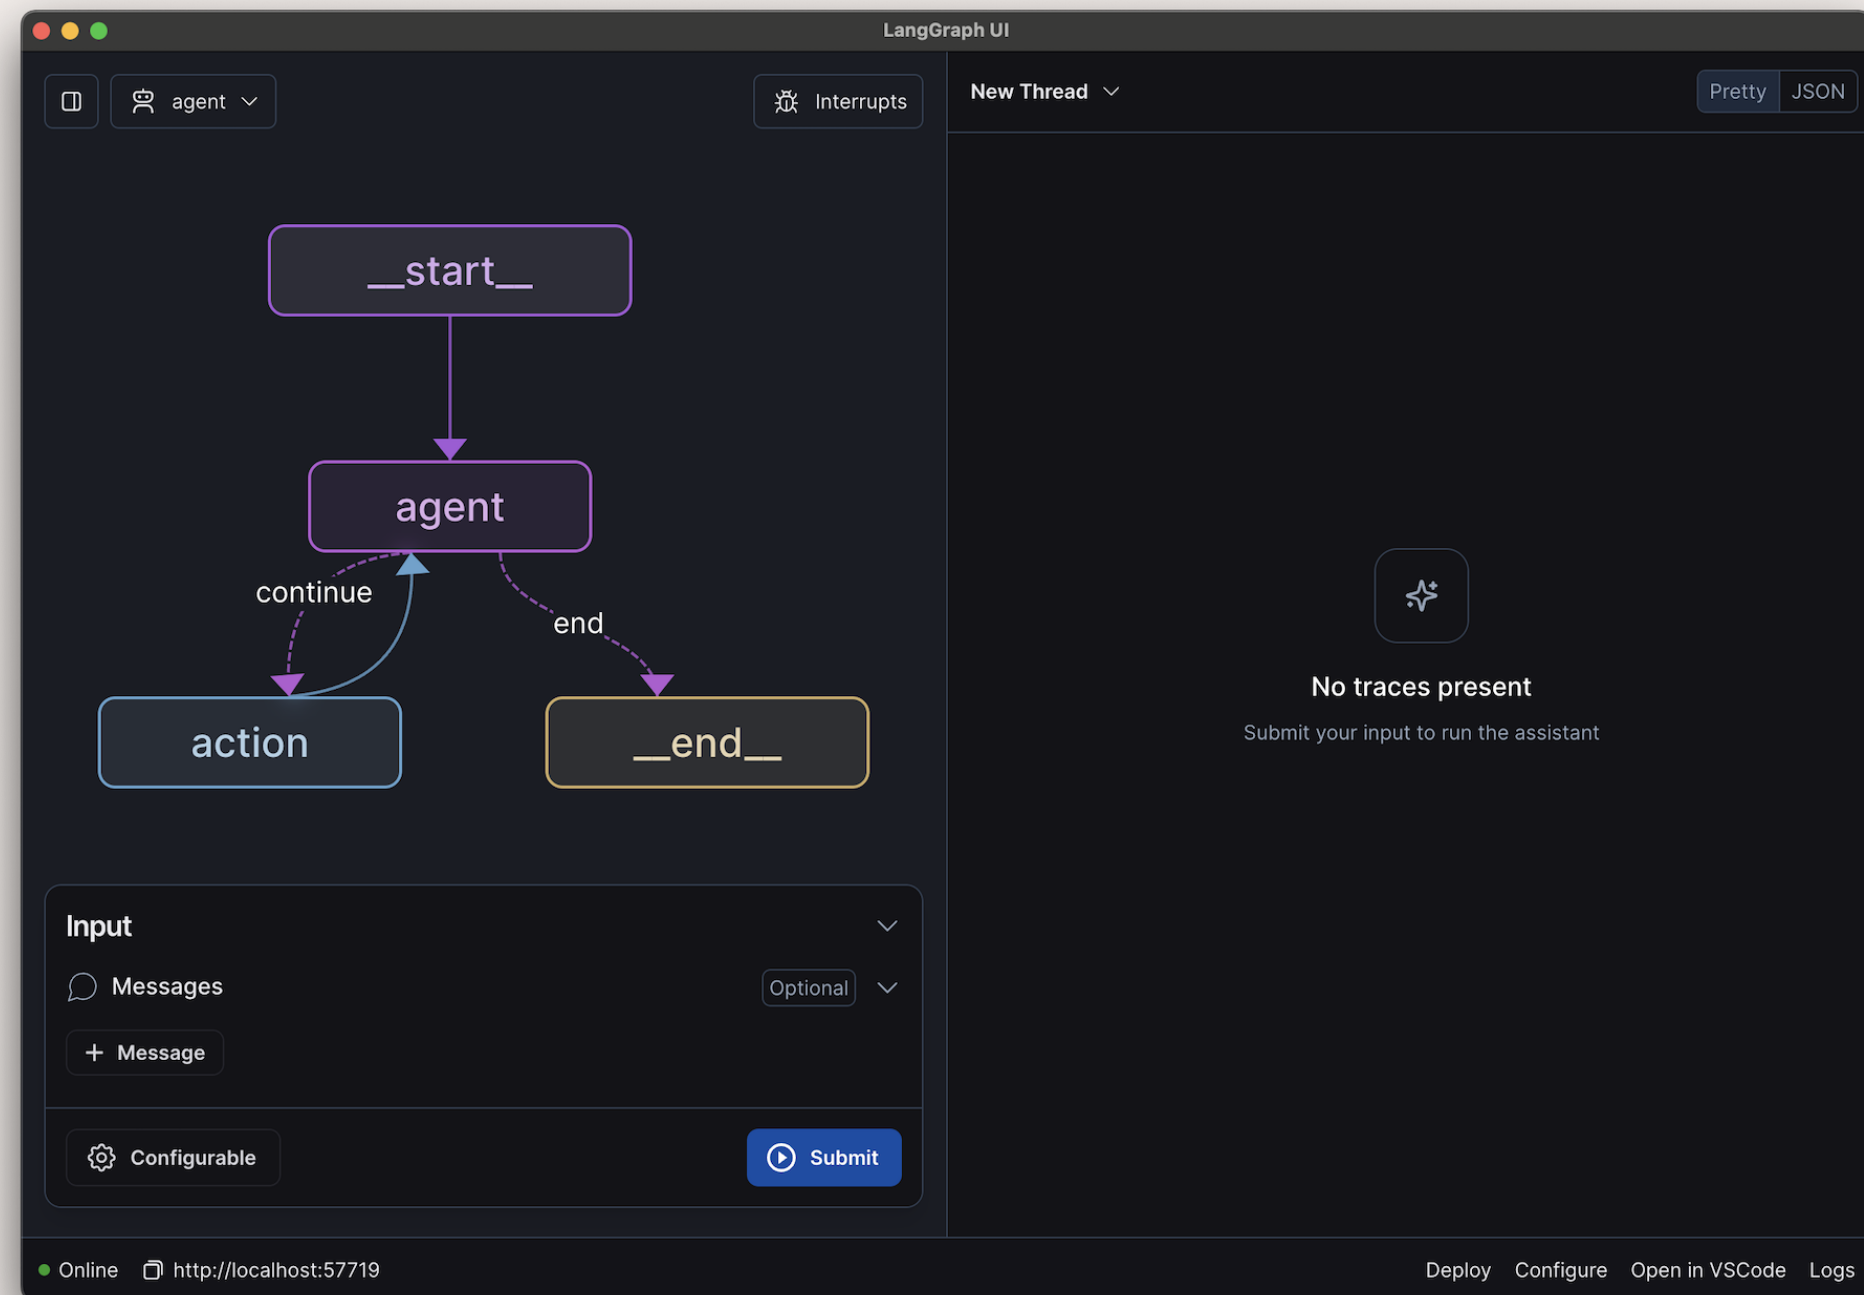 LangGraph UI
agent
Interrupts
New Thread
Pretty
JSON
__start__
agent
continue
end
action
__end__
No traces present
Submit your input to run the assistant
Input
Messages
Optional
+ Message
Configurable
Submit
Online
http://localhost:57719
Deploy
Configure
Open in VSCode
Logs